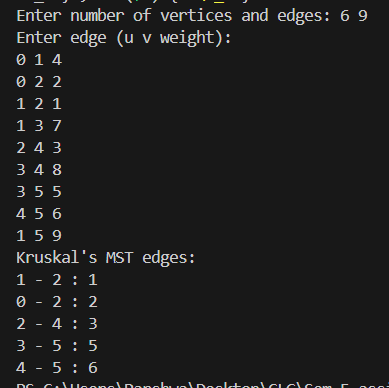 Enter number of vertices and edges: 6 9
Enter edge (u v weight):
0 1 4
0 2 2
1 2 1
1 3 7
2 4 3
3 4 8
3 5 5
4 5 6
1 5 9
Kruskal's MST edges:
1 - 2 : 1
0 - 2 : 2
2 - 4 : 3
3 - 5 : 5
4 - 5 : 6